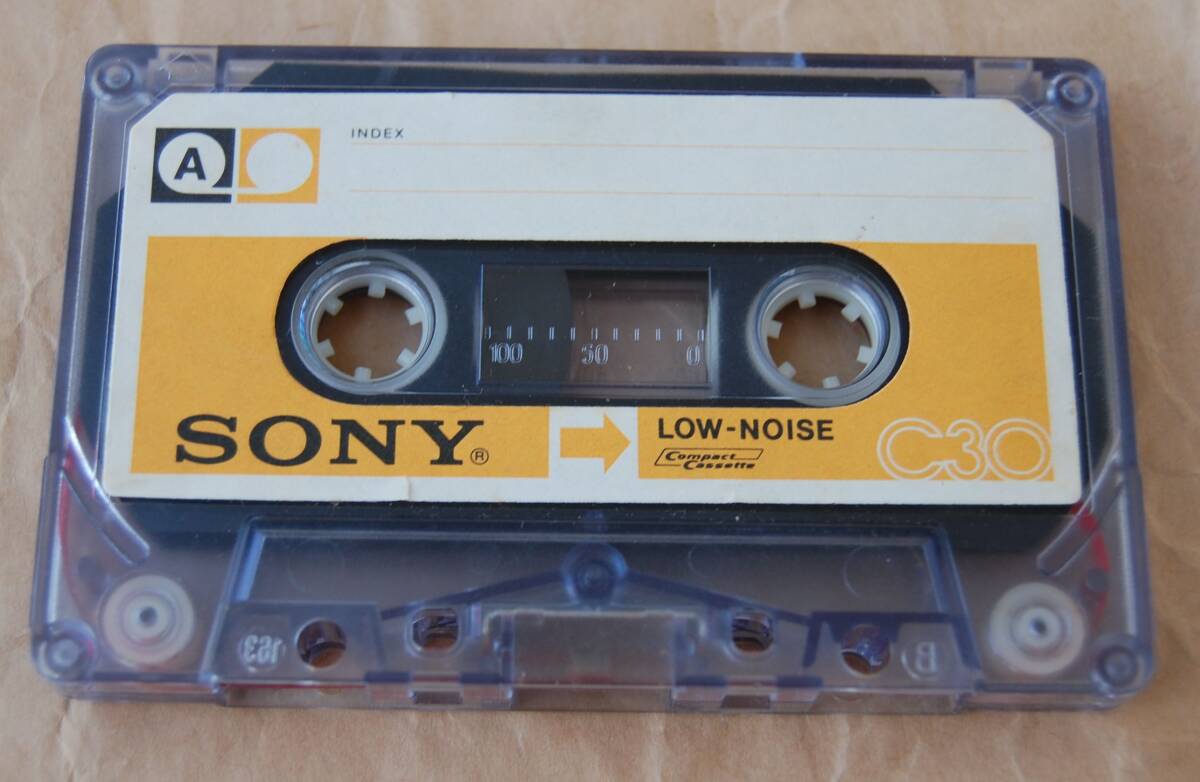 A
INDEX
100 50 0
SONY®
LOW-NOISE
Compact
Cassette
C30
B